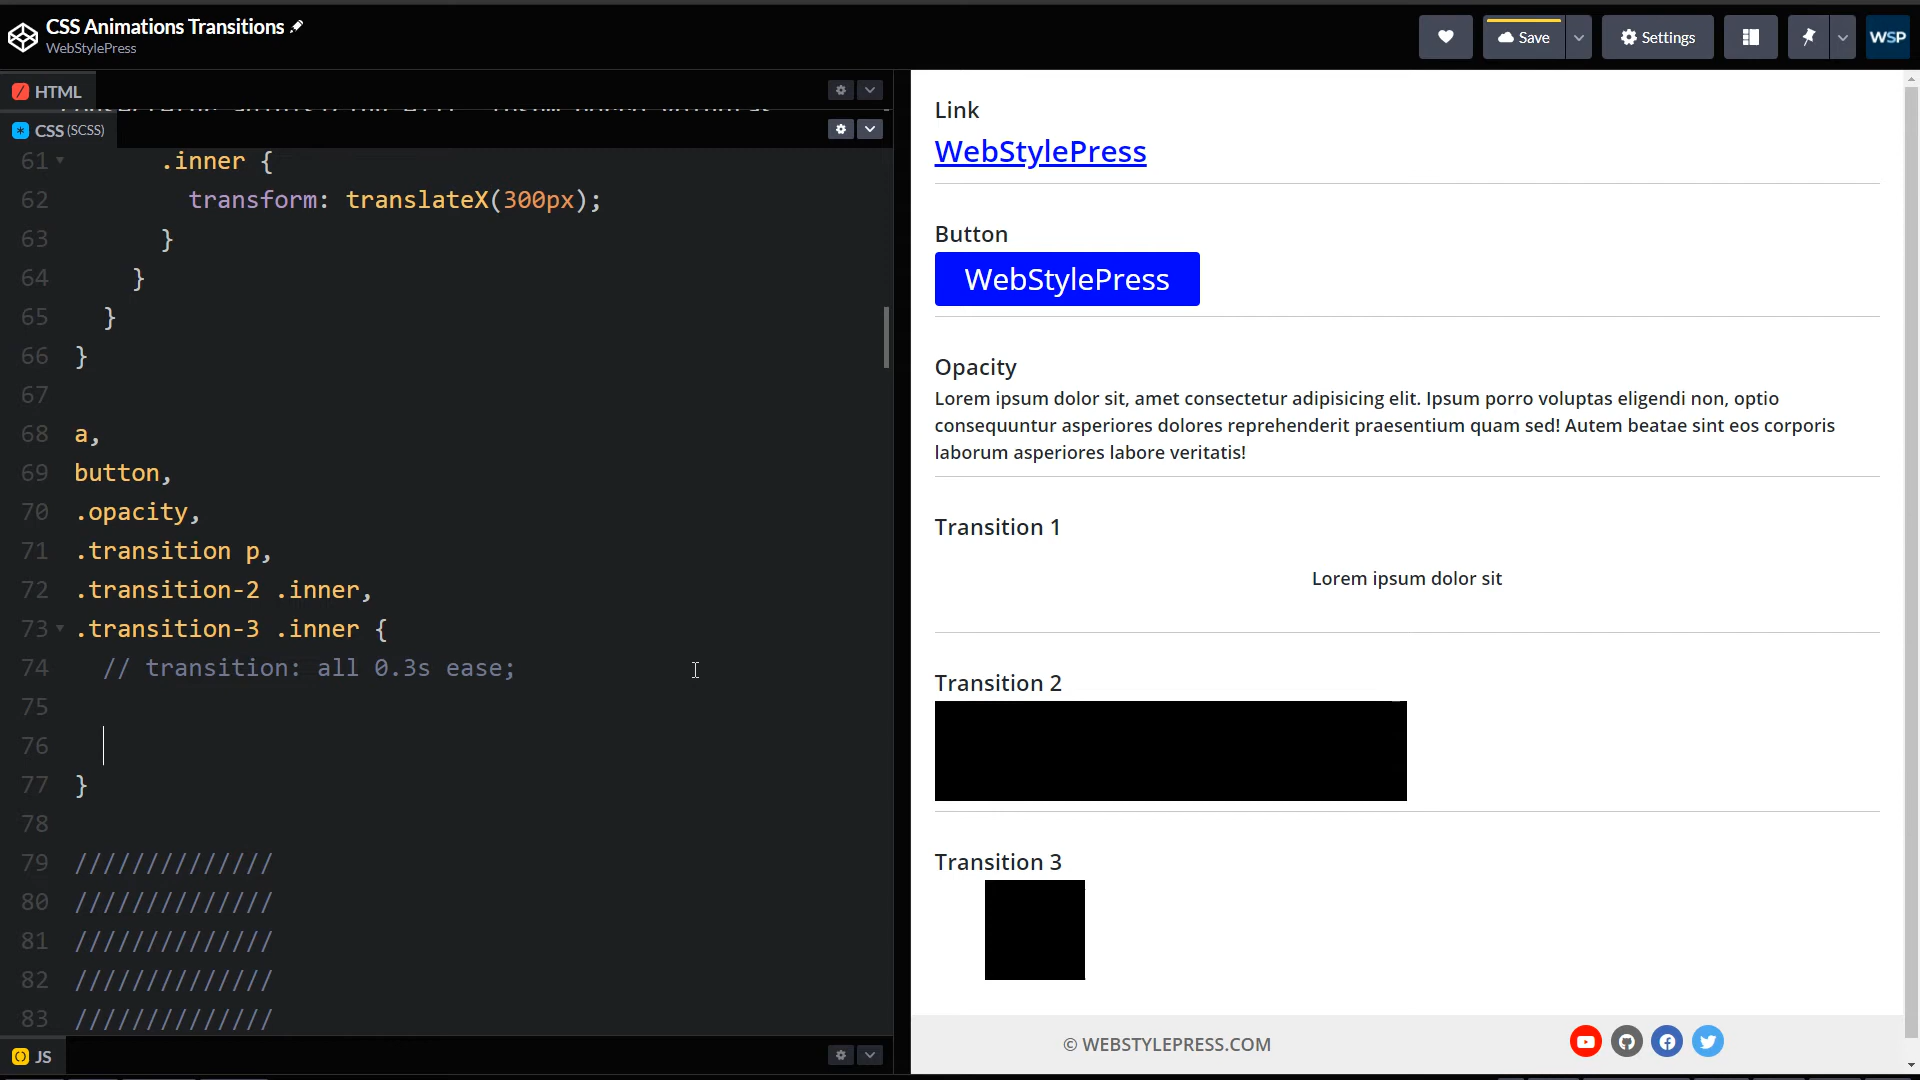 CSS Animations Transitions
WebStylePress
Save
Settings
WSP
HTML
CSS (SCSS)
61 .inner {
62 transform: translateX(300px);
63 }
64 }
65 }
66 }
67
68 a,
69 button,
70 .opacity,
71 .transition p,
72 .transition-2 .inner,
73 .transition-3 .inner {
74 // transition: all 0.3s ease;
75
76
77 }
78
79 //////////////
80 //////////////
81 //////////////
82 //////////////
83 //////////////
JS
Link
WebStylePress
Button
WebStylePress
Opacity
Lorem ipsum dolor sit, amet consectetur adipisicing elit. Ipsum porro voluptas eligendi non, optio
consequuntur asperiores dolores reprehenderit praesentium quam sed! Autem beatae sint eos corporis
laborum asperiores labore veritatis!
Transition 1
Lorem ipsum dolor sit
Transition 2
Transition 3
© WEBSTYLEPRESS.COM